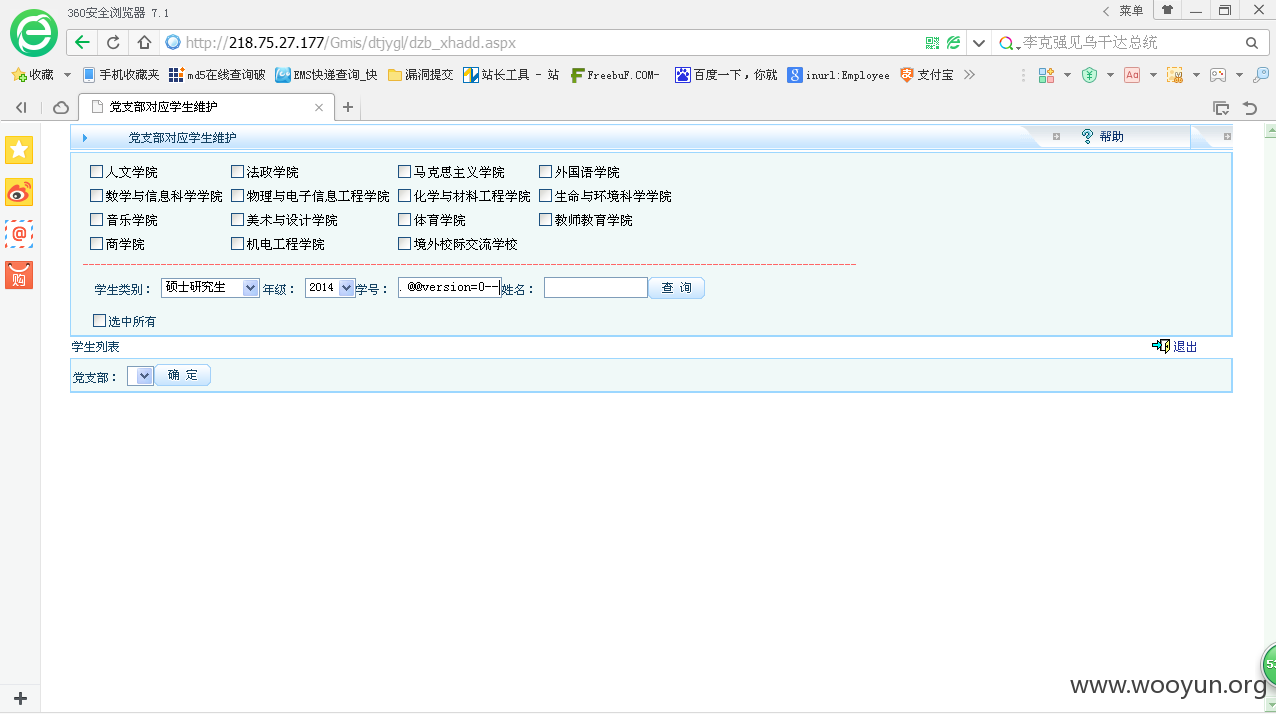 360安全浏览器 7.1
菜单
http://218.75.27.177/Gmis/dtjygl/dzb_xhadd.aspx
李克强见乌干达总统
收藏 手机收藏夹 md5在线查询破 EMS快件查询_快 漏洞提交 站长工具 - 站 FreebuF.COM- 百度一下，你就 inurl:Employee 支付宝
党支部对应学生维护
党支部对应学生维护 帮助
人文学院 法政学院 马克思主义学院 外国语学院
数学与信息科学学院 物理与电子信息工程学院 化学与材料工程学院 生命与环境科学学院
音乐学院 美术与设计学院 体育学院 教师教育学院
商学院 机电工程学院 境外校际交流学校
学生类别： 硕士研究生 年级： 2014 学号： . @@version=0-- 姓名： 查 询
选中所有
学生列表 退出
党支部： 确 定
www.wooyun.org